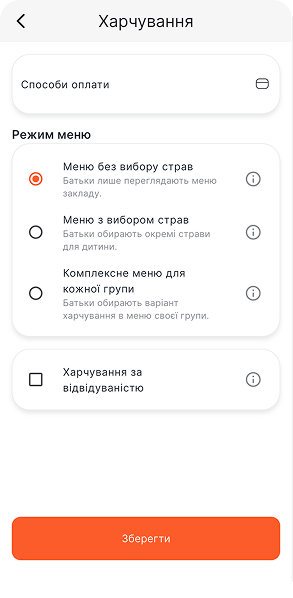 Харчування
Способи оплати
Режим меню
Меню без вибору страв
Батьки лише переглядають меню
закладу.
Меню з вибором страв
Батьки обирають окремі страви
для дитини.
Комплексне меню для
кожної групи
Батьки обирають варіант
харчування в меню своєї групи.
Харчування за
відвідуваністю
Зберегти